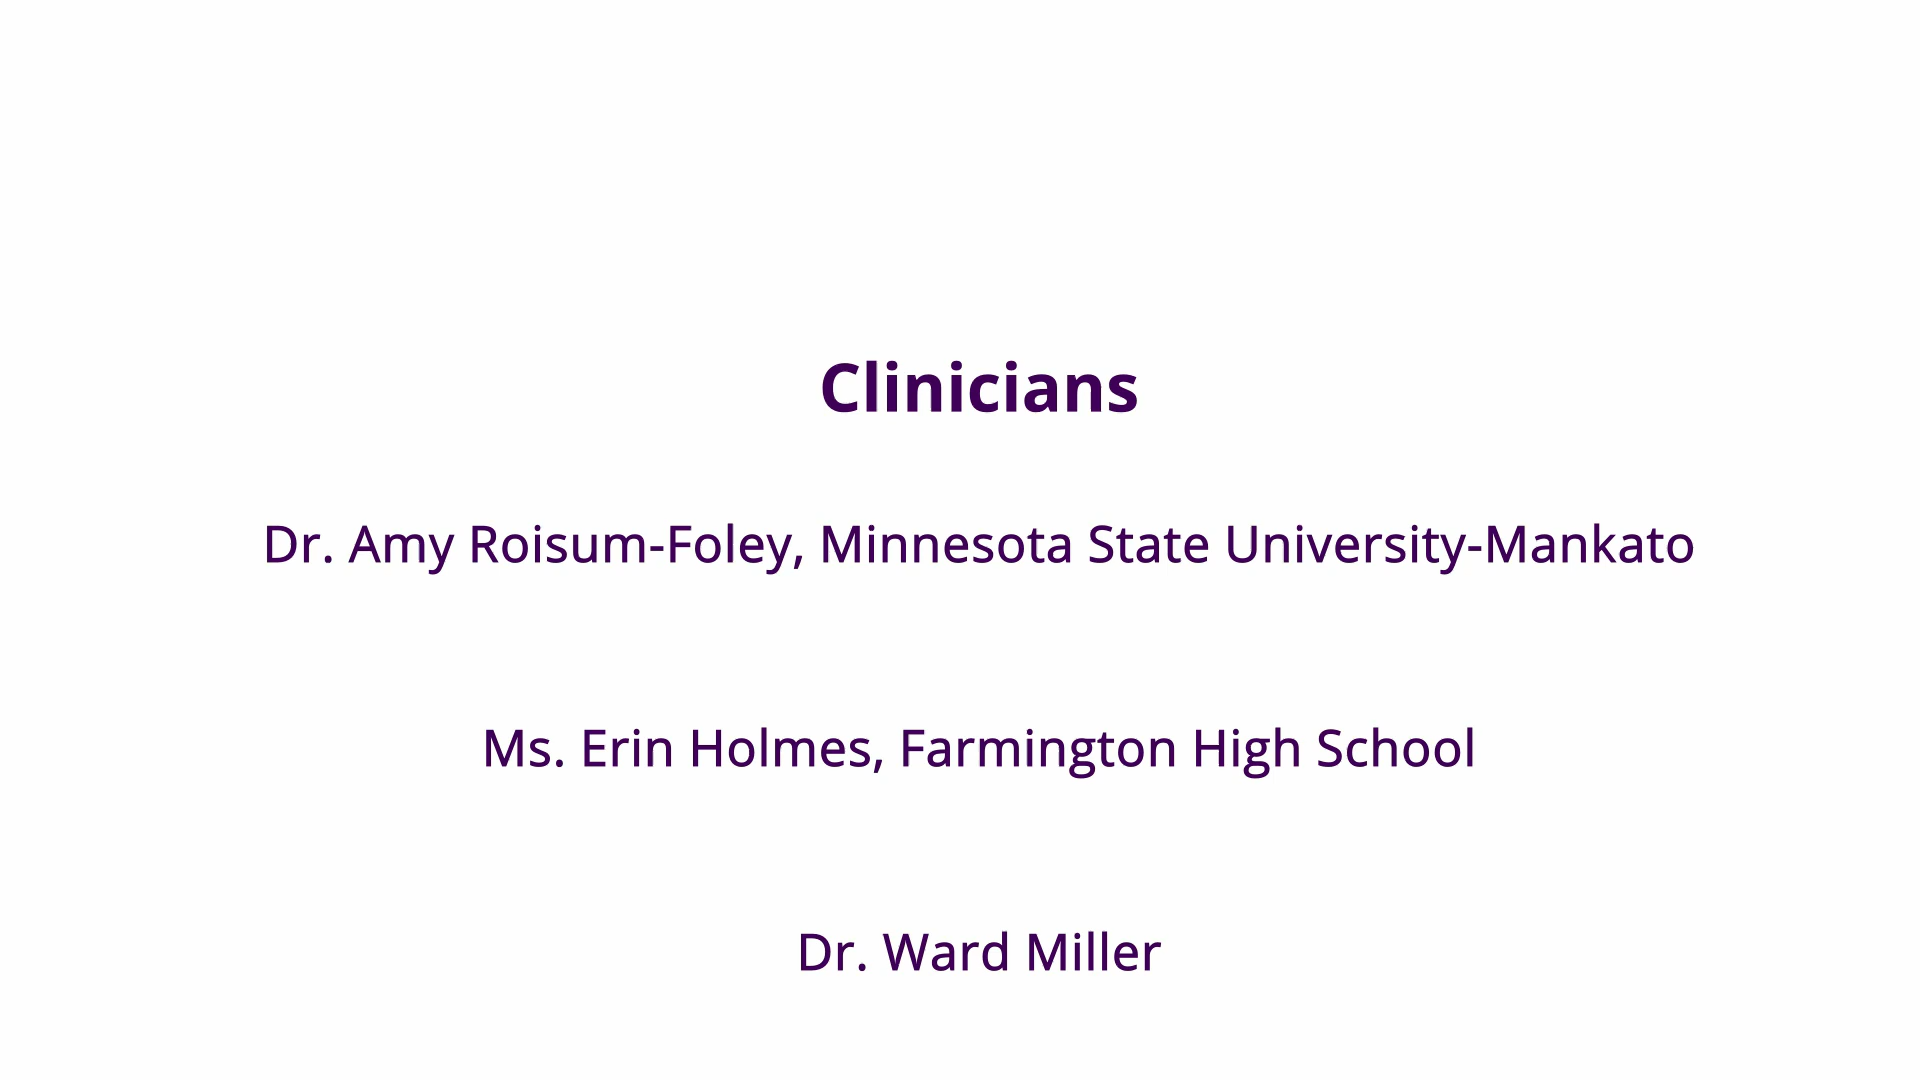 Clinicians
Dr. Amy Roisum-Foley, Minnesota State University-Mankato
Ms. Erin Holmes, Farmington High School
Dr. Ward Miller